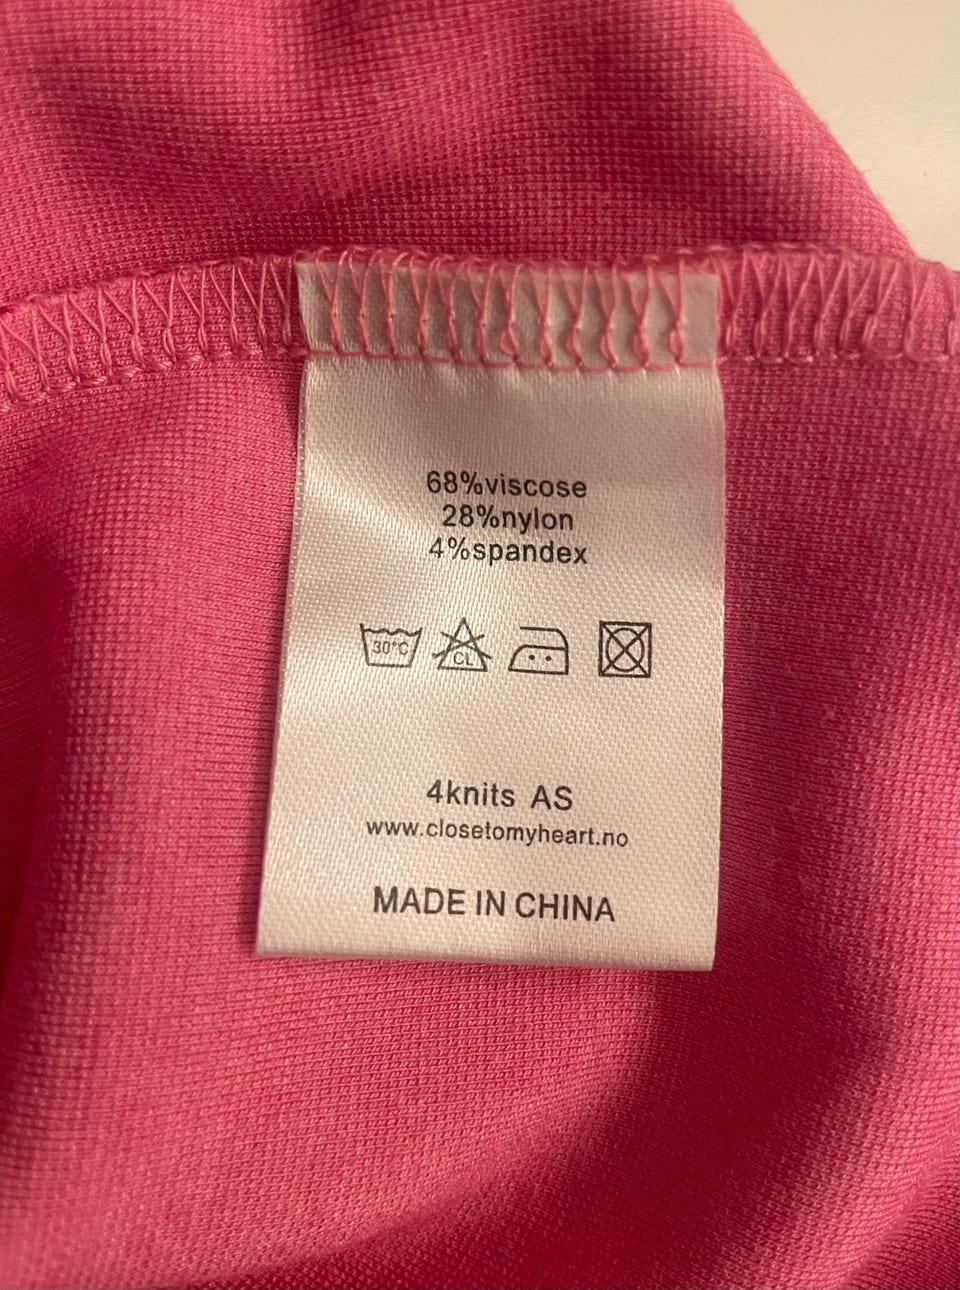 68%viscose
28%nylon
4%spandex
30°C CL
4knits AS
www.closetomyheart.no
MADE IN CHINA